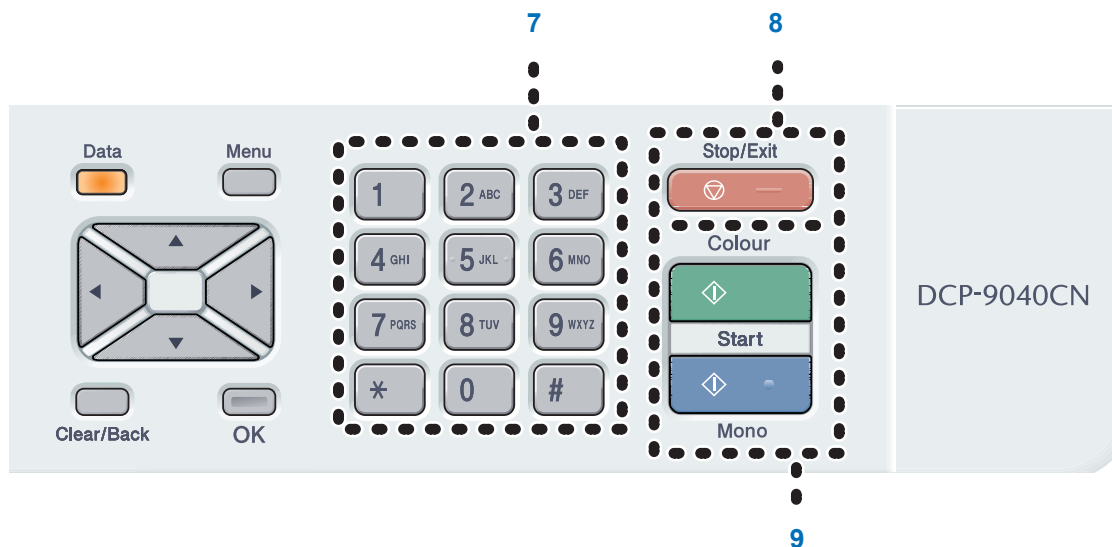 7
8
Data
Menu
Stop/Exit
1
2 ABC
3 DEF
Colour
4 GHI
5 JKL
6 MNO
DCP-9040CN
7 PQRS
8 TUV
9 WXYZ
Start
*
0
#
Clear/Back
OK
Mono
9